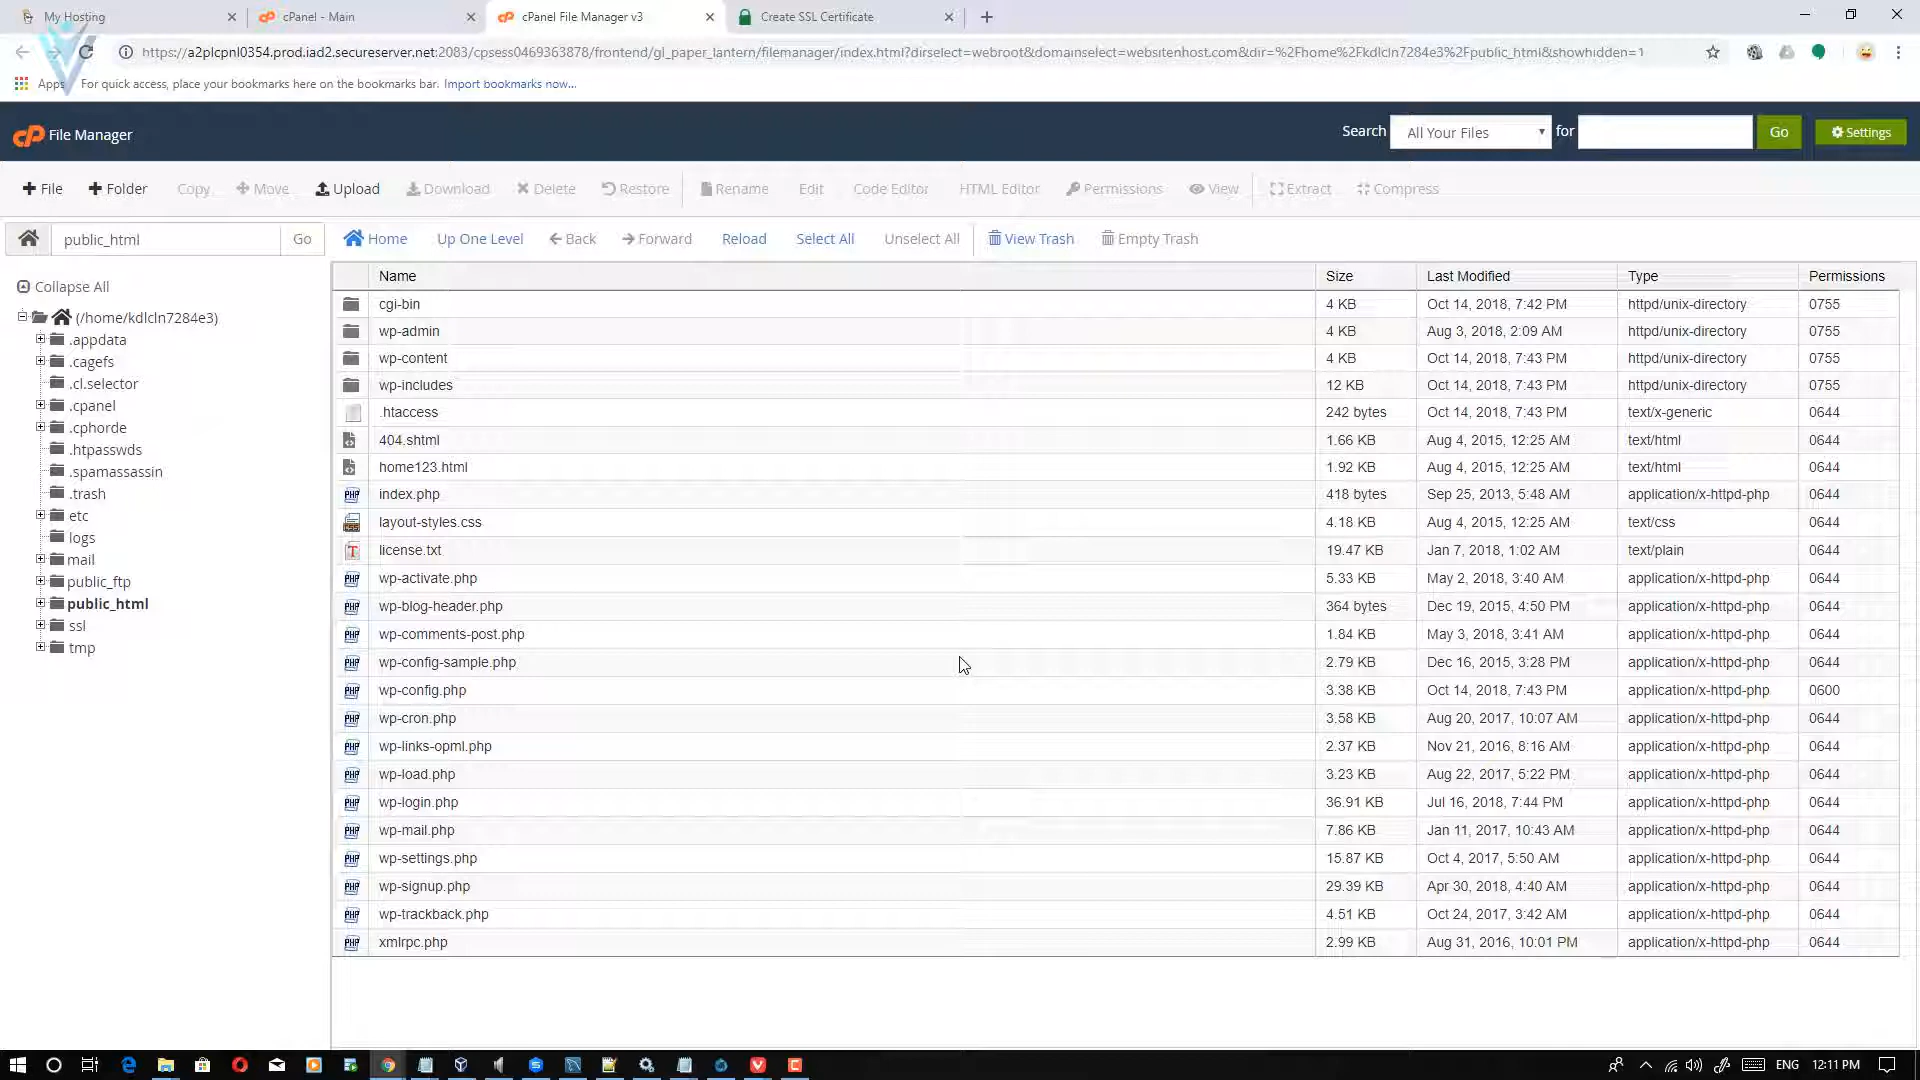 My Hosting
cPanel - Main
cPanel File Manager v3
Create SSL Certificate
https://a2plcpnl0354.prod.iad2.secureserver.net:2083/cpsess0469363878/frontend/gl_paper_lantern/filemanager/index.html?dirselect=webroot&domainselect=websitenhost.com&dir=%2Fhome%2Fkdlcln7284e3%2Fpublic_html&showhidden=1
Apps For quick access, place your bookmarks here on the bookmarks bar. Import bookmarks now...
cP File Manager
Search All Your Files for Go Settings
File Folder Copy Move Upload Download Delete Restore Rename Edit Code Editor HTML Editor Permissions View Extract Compress
public_html Go Home Up One Level Back Forward Reload Select All Unselect All View Trash Empty Trash
Collapse All
(/home/kdlcln7284e3)
.appdata
.cagefs
.cl.selector
.cpanel
.cphorde
.htpasswds
.spamassassin
.trash
etc
logs
mail
public_ftp
public_html
ssl
tmp
Name Size Last Modified Type Permissions
cgi-bin 4 KB Oct 14, 2018, 7:42 PM httpd/unix-directory 0755
wp-admin 4 KB Aug 3, 2018, 2:09 AM httpd/unix-directory 0755
wp-content 4 KB Oct 14, 2018, 7:43 PM httpd/unix-directory 0755
wp-includes 12 KB Oct 14, 2018, 7:43 PM httpd/unix-directory 0755
.htaccess 242 bytes Oct 14, 2018, 7:43 PM text/x-generic 0644
404.shtml 1.66 KB Aug 4, 2015, 12:25 AM text/html 0644
home123.html 1.92 KB Aug 4, 2015, 12:25 AM text/html 0644
PHP index.php 418 bytes Sep 25, 2013, 5:48 AM application/x-httpd-php 0644
CSS layout-styles.css 4.18 KB Aug 4, 2015, 12:25 AM text/css 0644
T license.txt 19.47 KB Jan 7, 2018, 1:02 AM text/plain 0644
PHP wp-activate.php 5.33 KB May 2, 2018, 3:40 AM application/x-httpd-php 0644
PHP wp-blog-header.php 364 bytes Dec 19, 2015, 4:50 PM application/x-httpd-php 0644
PHP wp-comments-post.php 1.84 KB May 3, 2018, 3:41 AM application/x-httpd-php 0644
PHP wp-config-sample.php 2.79 KB Dec 16, 2015, 3:28 PM application/x-httpd-php 0644
PHP wp-config.php 3.38 KB Oct 14, 2018, 7:43 PM application/x-httpd-php 0600
PHP wp-cron.php 3.58 KB Aug 20, 2017, 10:07 AM application/x-httpd-php 0644
PHP wp-links-opml.php 2.37 KB Nov 21, 2016, 8:16 AM application/x-httpd-php 0644
PHP wp-load.php 3.23 KB Aug 22, 2017, 5:22 PM application/x-httpd-php 0644
PHP wp-login.php 36.91 KB Jul 16, 2018, 7:44 PM application/x-httpd-php 0644
PHP wp-mail.php 7.86 KB Jan 11, 2017, 10:43 AM application/x-httpd-php 0644
PHP wp-settings.php 15.87 KB Oct 4, 2017, 5:50 AM application/x-httpd-php 0644
PHP wp-signup.php 29.39 KB Apr 30, 2018, 4:40 AM application/x-httpd-php 0644
PHP wp-trackback.php 4.51 KB Oct 24, 2017, 3:42 AM application/x-httpd-php 0644
PHP xmlrpc.php 2.99 KB Aug 31, 2016, 10:01 PM application/x-httpd-php 0644
ENG 12:11 PM